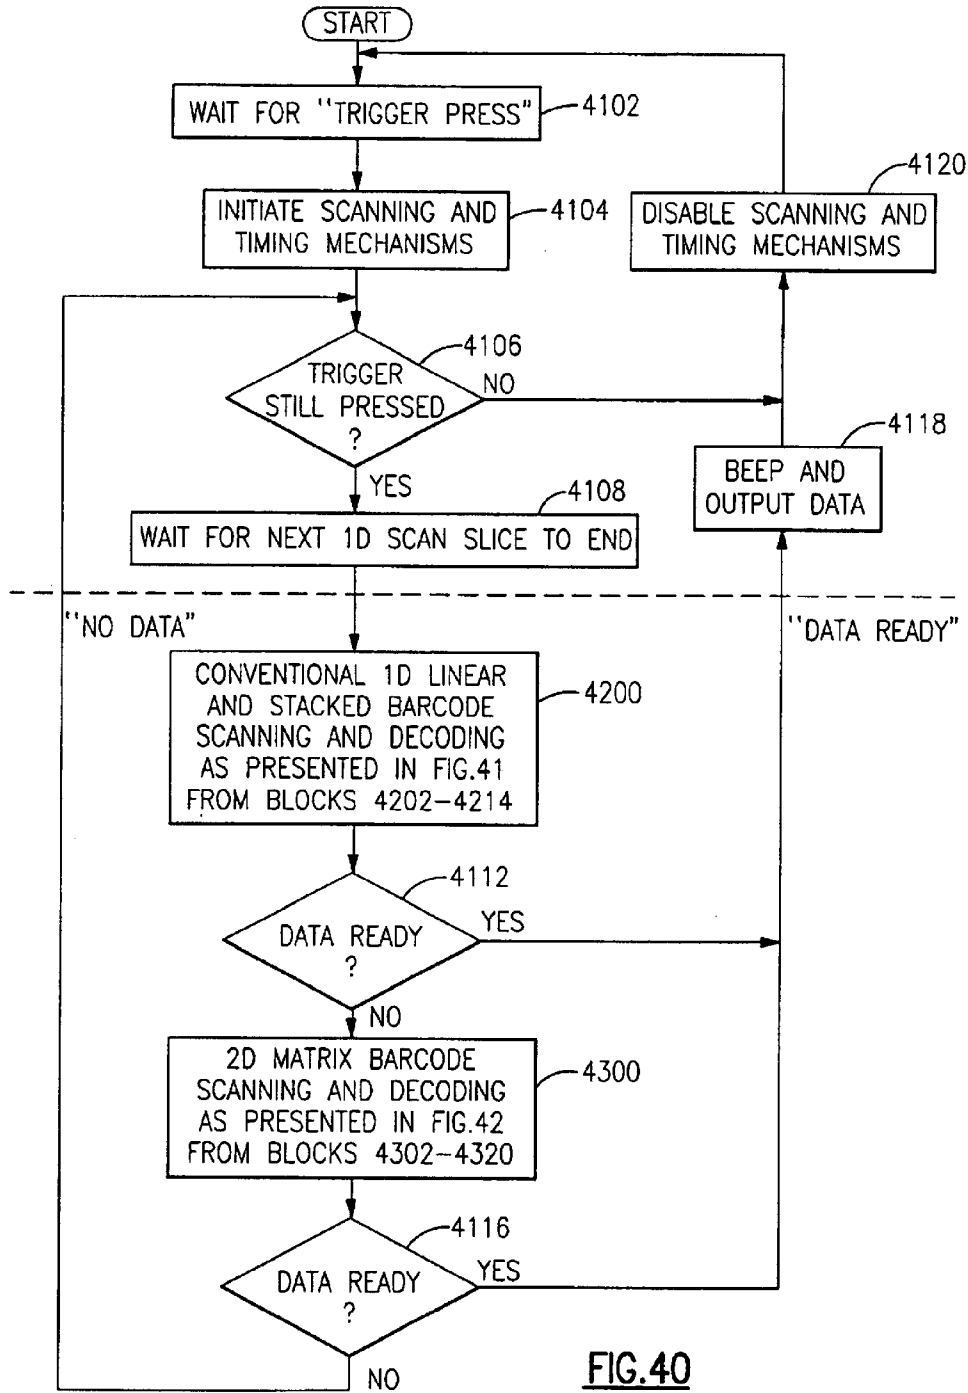 START
WAIT FOR "TRIGGER PRESS"
4102
INITIATE SCANNING AND
TIMING MECHANISMS
4104
DISABLE SCANNING AND
TIMING MECHANISMS
4120
TRIGGER
STILL PRESSED
?
4106
NO
YES
BEEP AND
OUTPUT DATA
4118
WAIT FOR NEXT 1D SCAN SLICE TO END
4108
"NO DATA"
"DATA READY"
CONVENTIONAL 1D LINEAR
AND STACKED BARCODE
SCANNING AND DECODING
AS PRESENTED IN FIG.41
FROM BLOCKS 4202-4214
4200
DATA READY
?
4112
YES
NO
2D MATRIX BARCODE
SCANNING AND DECODING
AS PRESENTED IN FIG.42
FROM BLOCKS 4302-4320
4300
DATA READY
?
4116
YES
NO
FIG.40